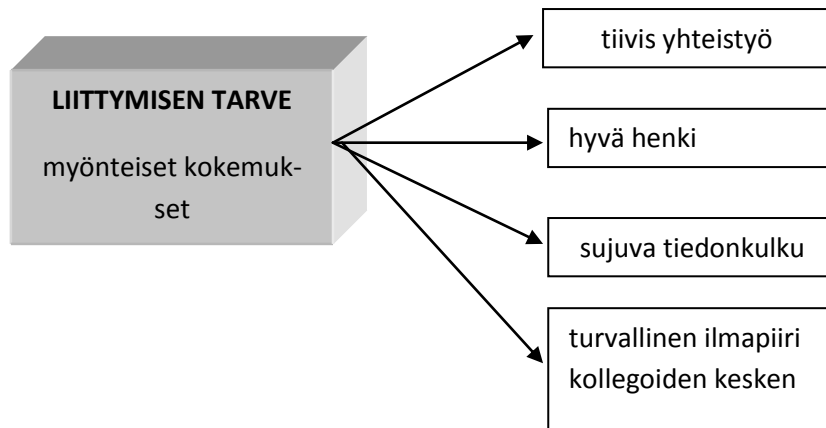 LIITTYMISEN TARVE
myönteiset kokemuk-
set
tiivis yhteistyö
hyvä henki
sujuva tiedonkulku
turvallinen ilmapiiri
kollegoiden kesken